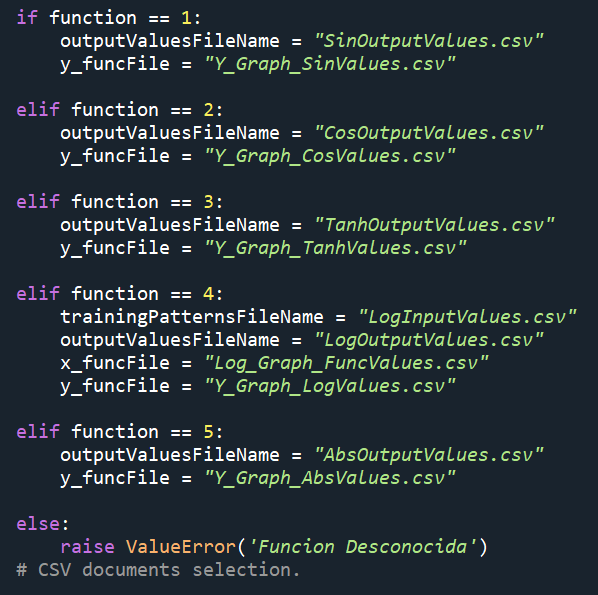 if function == 1:
    outputValuesFileName = "SinOutputValues.csv"
    y_funcFile = "Y_Graph_SinValues.csv"

elif function == 2:
    outputValuesFileName = "CosOutputValues.csv"
    y_funcFile = "Y_Graph_CosValues.csv"

elif function == 3:
    outputValuesFileName = "TanhOutputValues.csv"
    y_funcFile = "Y_Graph_TanhValues.csv"

elif function == 4:
    trainingPatternsFileName = "LogInputValues.csv"
    outputValuesFileName = "LogOutputValues.csv"
    x_funcFile = "Log_Graph_FuncValues.csv"
    y_funcFile = "Y_Graph_LogValues.csv"

elif function == 5:
    outputValuesFileName = "AbsOutputValues.csv"
    y_funcFile = "Y_Graph_AbsValues.csv"

else:
    raise ValueError('Funcion Desconocida')
# CSV documents selection.